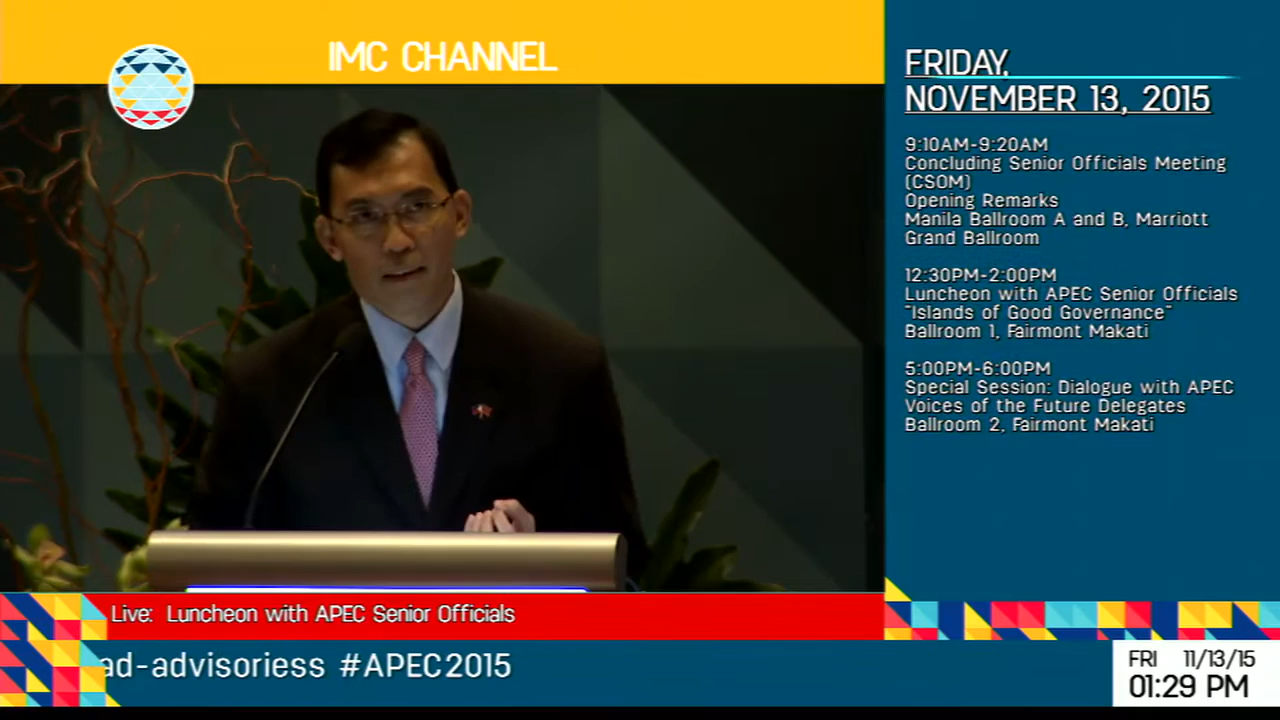 IMC CHANNEL
FRIDAY,
NOVEMBER 13, 2015
9:10AM-9:20AM
Concluding Senior Officials Meeting
(CSOM)
Opening Remarks
Manila Ballroom A and B, Marriott
Grand Ballroom
12:30PM-2:00PM
Luncheon with APEC Senior Officials
"Islands of Good Governance"
Ballroom 1, Fairmont Makati
5:00PM-6:00PM
Special Session: Dialogue with APEC
Voices of the Future Delegates
Ballroom 2, Fairmont Makati
Live: Luncheon with APEC Senior Officials
ad-advisoriess #APEC2015
FRI 11/13/15
01:29 PM